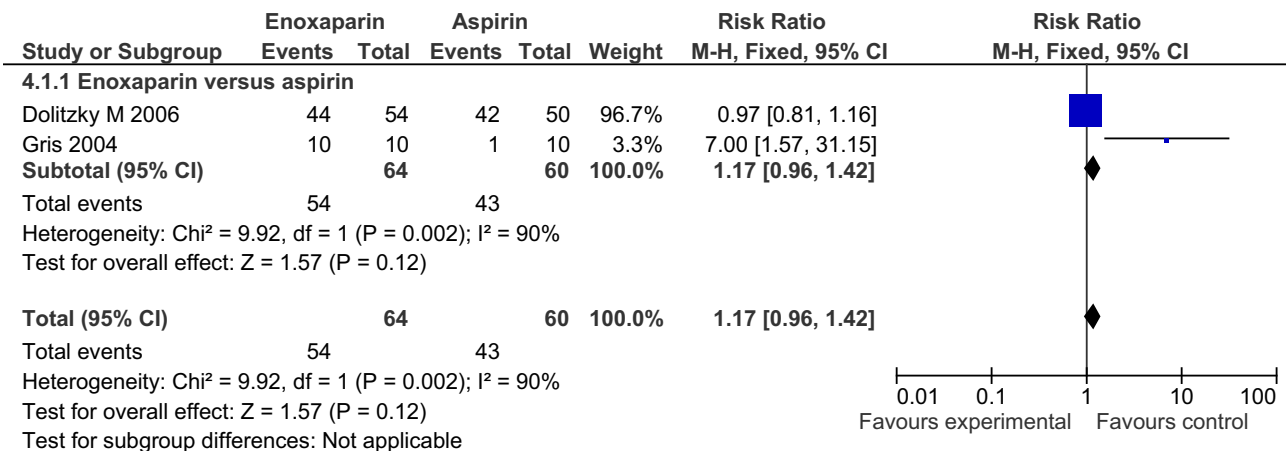 Enoxaparin Aspirin Risk Ratio Risk Ratio
Study or Subgroup Events Total Events Total Weight M-H, Fixed, 95% CI M-H, Fixed, 95% CI
4.1.1 Enoxaparin versus aspirin
Dolitzky M 2006 44 54 42 50 96.7% 0.97 [0.81, 1.16]
Gris 2004 10 10 1 10 3.3% 7.00 [1.57, 31.15]
Subtotal (95% CI) 64 60 100.0% 1.17 [0.96, 1.42]
Total events 54 43
Heterogeneity: Chi² = 9.92, df = 1 (P = 0.002); I² = 90%
Test for overall effect: Z = 1.57 (P = 0.12)
Total (95% CI) 64 60 100.0% 1.17 [0.96, 1.42]
Total events 54 43
Heterogeneity: Chi² = 9.92, df = 1 (P = 0.002); I² = 90%
Test for overall effect: Z = 1.57 (P = 0.12)
Test for subgroup differences: Not applicable
0.01 0.1 1 10 100
Favours experimental Favours control